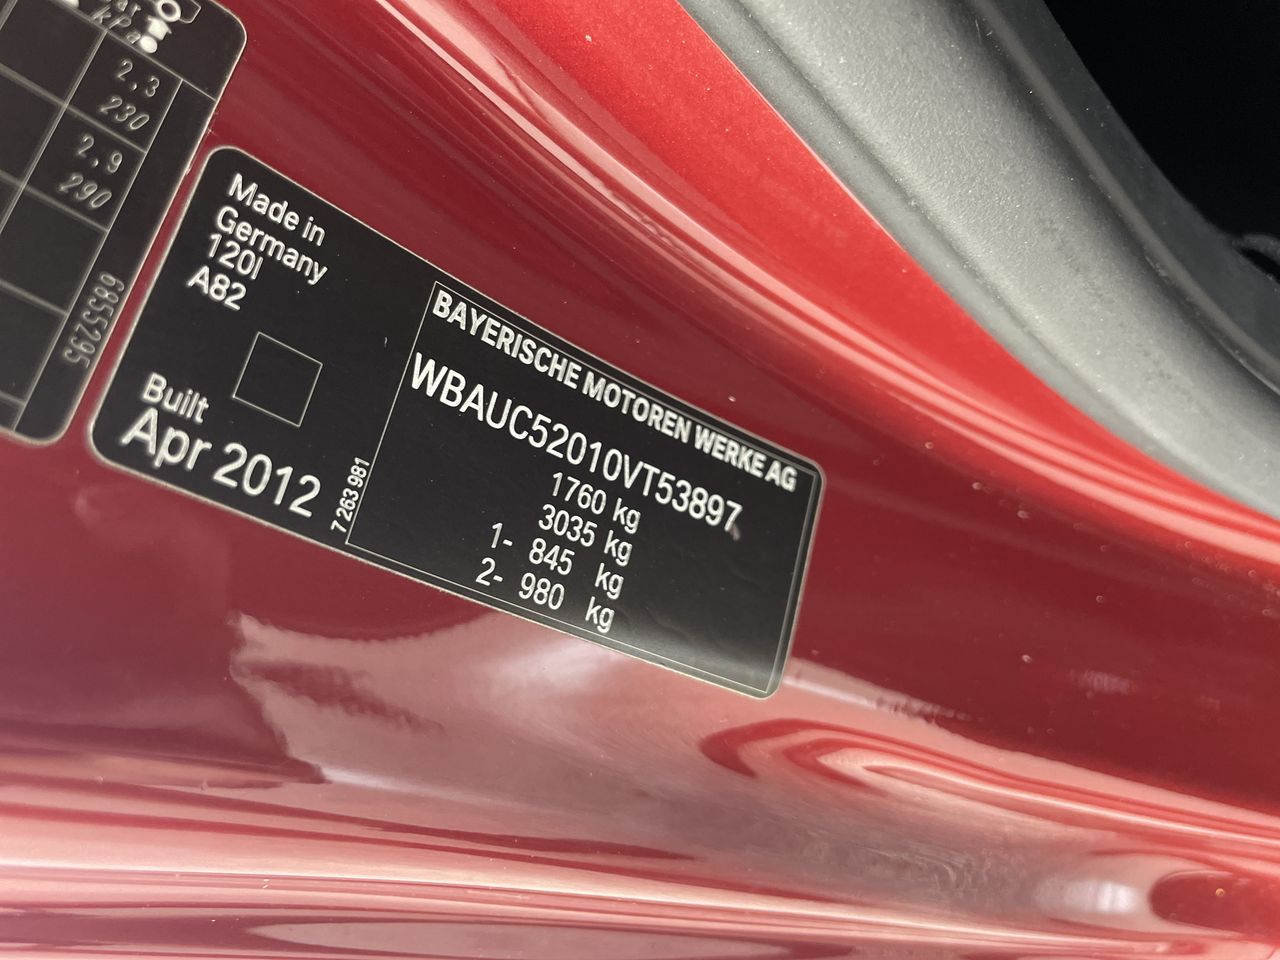 kPa
2,3
230
2,9
290
6855295
Made in
Germany
120I
A82
Built
Apr 2012
7 263 981
BAYERISCHE MOTOREN WERKE AG
WBAUC52010VT53897
1760 kg
3035 kg
1- 845 kg
2- 980 kg